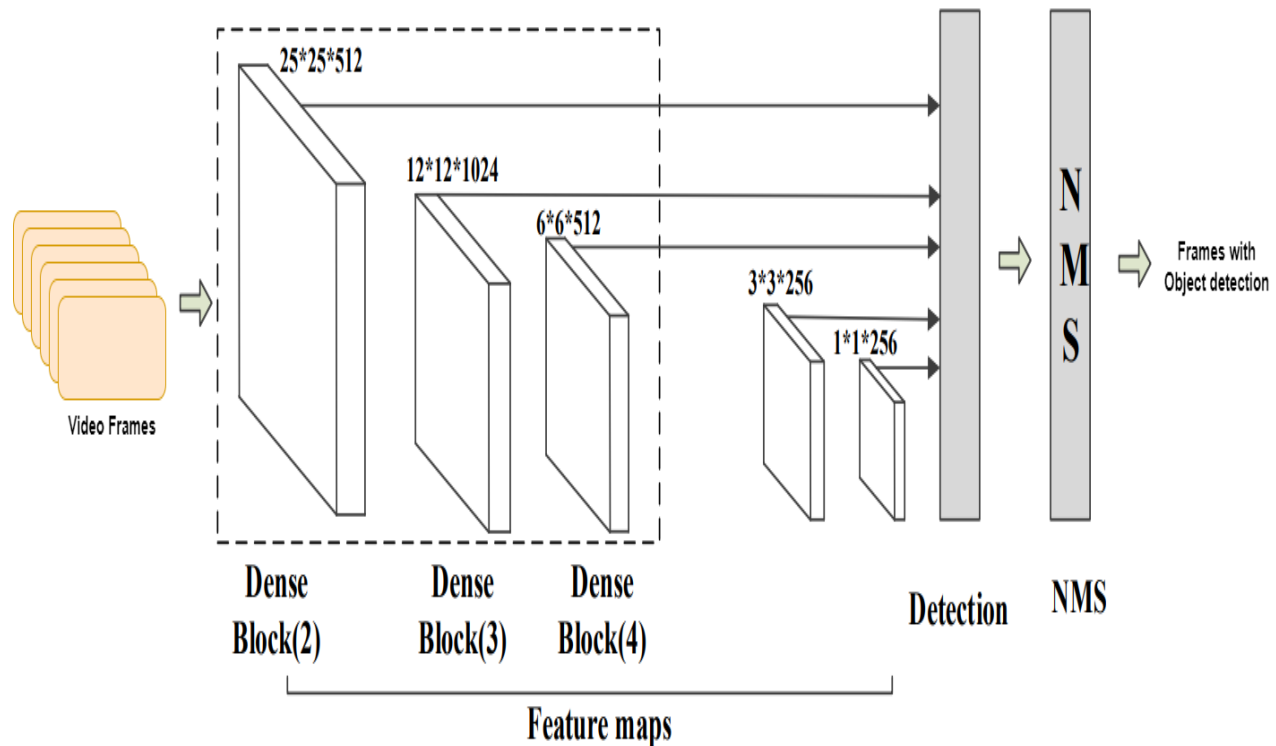 25*25*512
12*12*1024
6*6*512
3*3*256
1*1*256
Video Frames
N
M
S
Frames with
Object detection
Dense
Block(2)
Dense
Block(3)
Dense
Block(4)
Detection
NMS
Feature maps